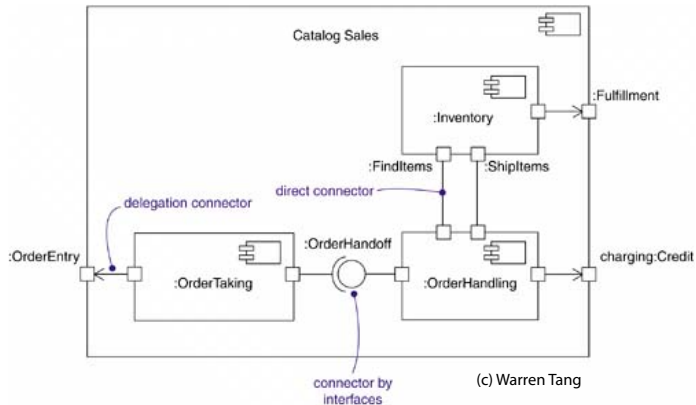 Catalog Sales
:Fulfillment
:Inventory
:FindItems
:ShipItems
direct connector
delegation connector
:OrderEntry
:OrderHandoff
charging:Credit
:OrderTaking
:OrderHandling
connector by
interfaces
(c) Warren Tang